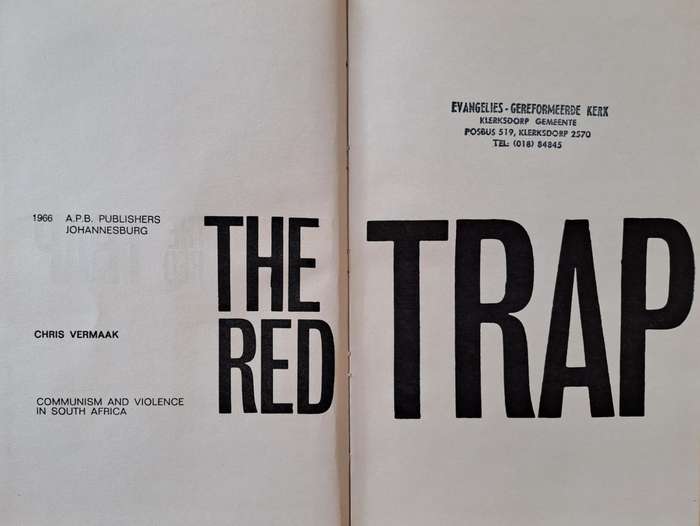 1966 A.P.B. PUBLISHERS
JOHANNESBURG
CHRIS VERMAAK
COMMUNISM AND VIOLENCE
IN SOUTH AFRICA
THE
RED
TRAP
EVANGELIES - GEREFORMEERDE KERK
KLERKSDORP GEMEENTE
POSBUS 519, KLERKSDORP 2570
TEL: (018) 84845